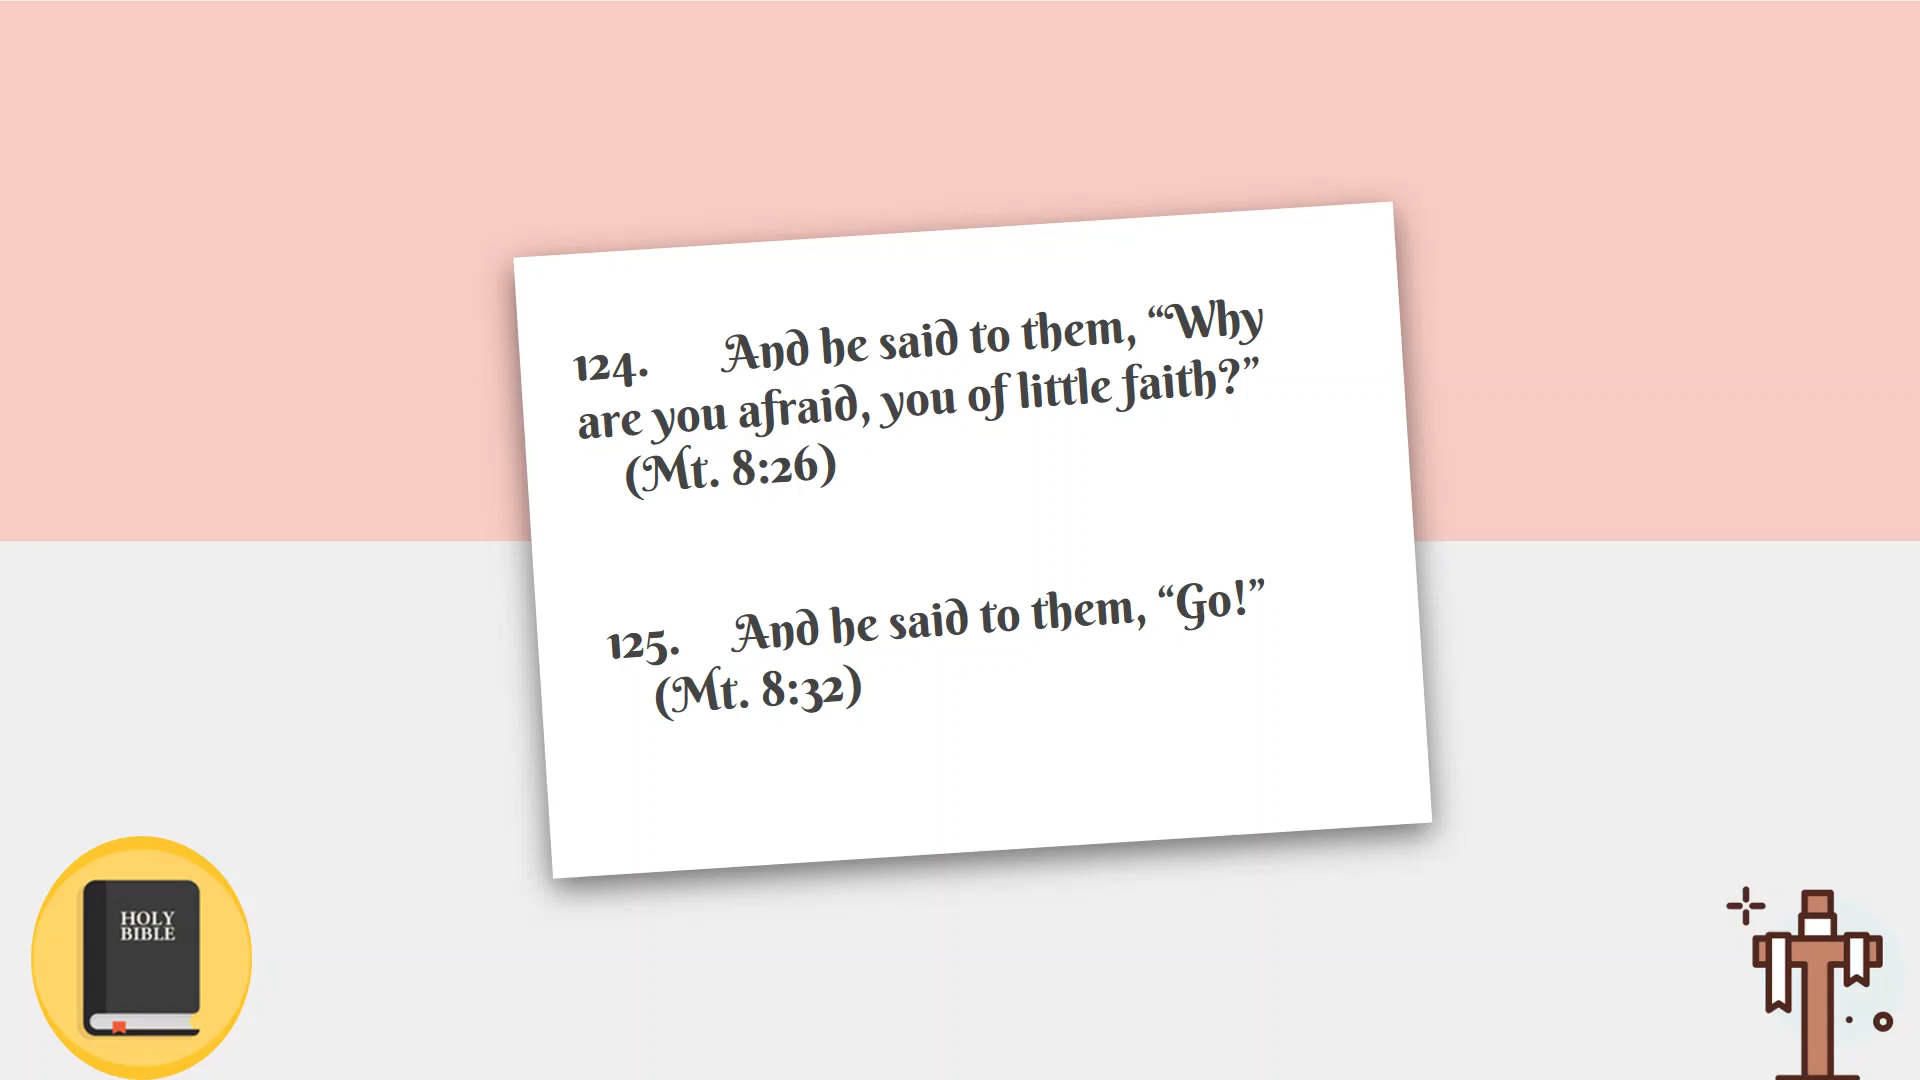 124. And he said to them, “Why
are you afraid, you of little faith?”
(Mt. 8:26)
125. And he said to them, “Go!”
(Mt. 8:32)
HOLY
BIBLE